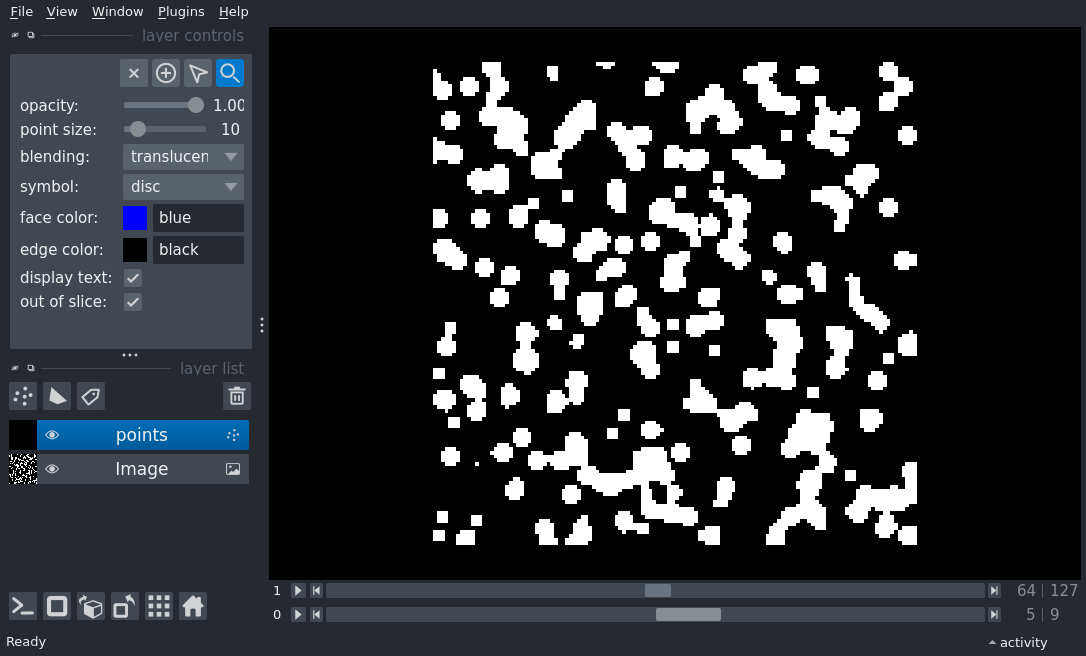 File View Window Plugins Help
layer controls
opacity: 1.00
point size: 10
blending: translucen
symbol: disc
face color: blue
edge color: black
display text:
out of slice:
layer list
points
Image
1 64 | 127
0 5 | 9
Ready activity